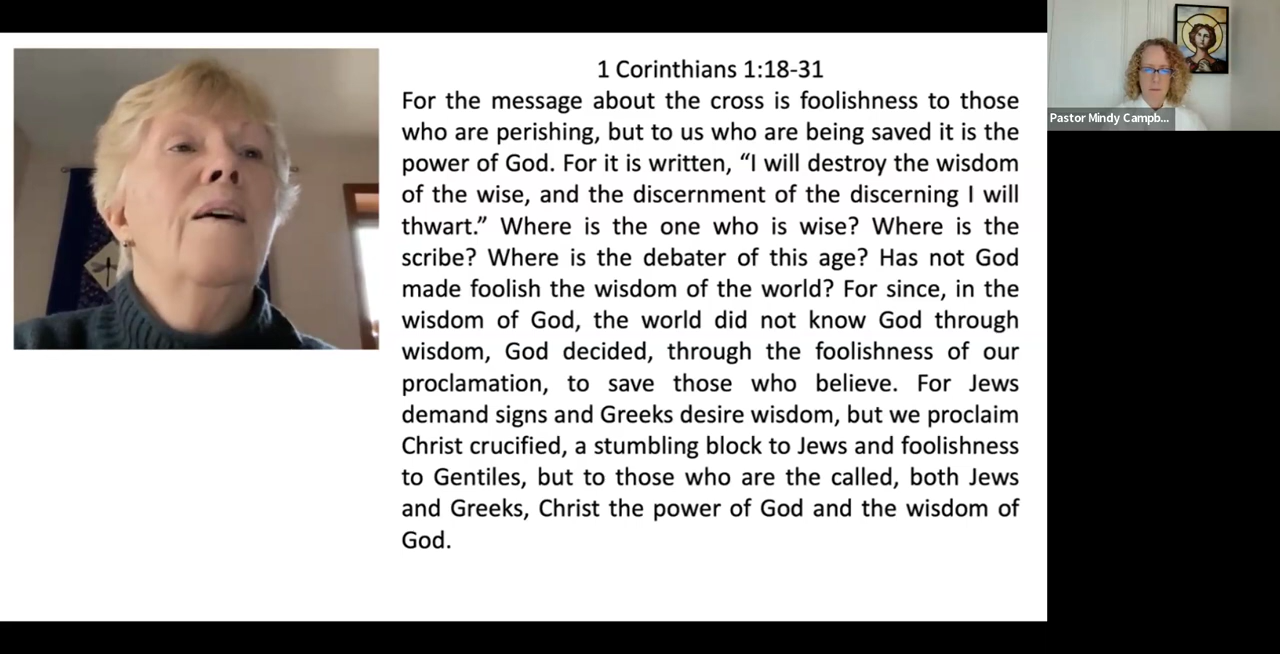 1 Corinthians 1:18-31
For the message about the cross is foolishness to those
who are perishing, but to us who are being saved it is the
power of God. For it is written, “I will destroy the wisdom
of the wise, and the discernment of the discerning I will
thwart.” Where is the one who is wise? Where is the
scribe? Where is the debater of this age? Has not God
made foolish the wisdom of the world? For since, in the
wisdom of God, the world did not know God through
wisdom, God decided, through the foolishness of our
proclamation, to save those who believe. For Jews
demand signs and Greeks desire wisdom, but we proclaim
Christ crucified, a stumbling block to Jews and foolishness
to Gentiles, but to those who are the called, both Jews
and Greeks, Christ the power of God and the wisdom of
God.
Pastor Mindy Campb...